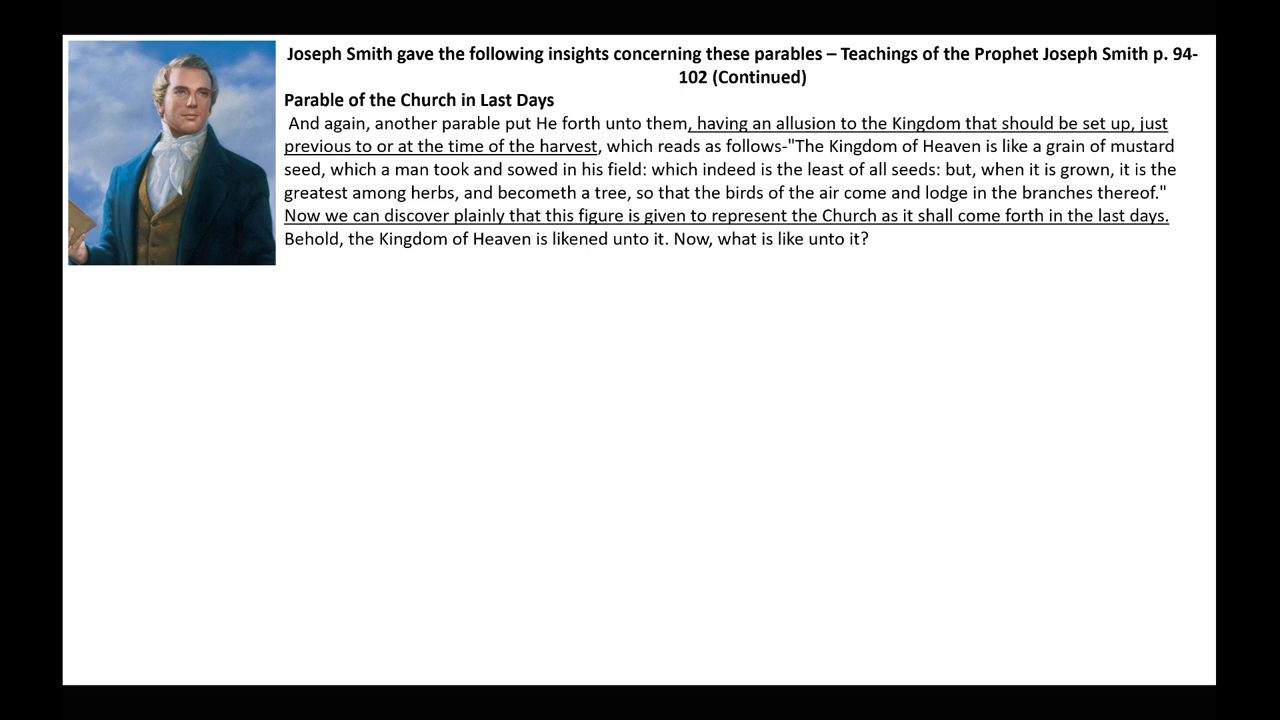 Joseph Smith gave the following insights concerning these parables – Teachings of the Prophet Joseph Smith p. 94-
102 (Continued)
Parable of the Church in Last Days
And again, another parable put He forth unto them, having an allusion to the Kingdom that should be set up, just
previous to or at the time of the harvest, which reads as follows-"The Kingdom of Heaven is like a grain of mustard
seed, which a man took and sowed in his field: which indeed is the least of all seeds: but, when it is grown, it is the
greatest among herbs, and becometh a tree, so that the birds of the air come and lodge in the branches thereof."
Now we can discover plainly that this figure is given to represent the Church as it shall come forth in the last days.
Behold, the Kingdom of Heaven is likened unto it. Now, what is like unto it?